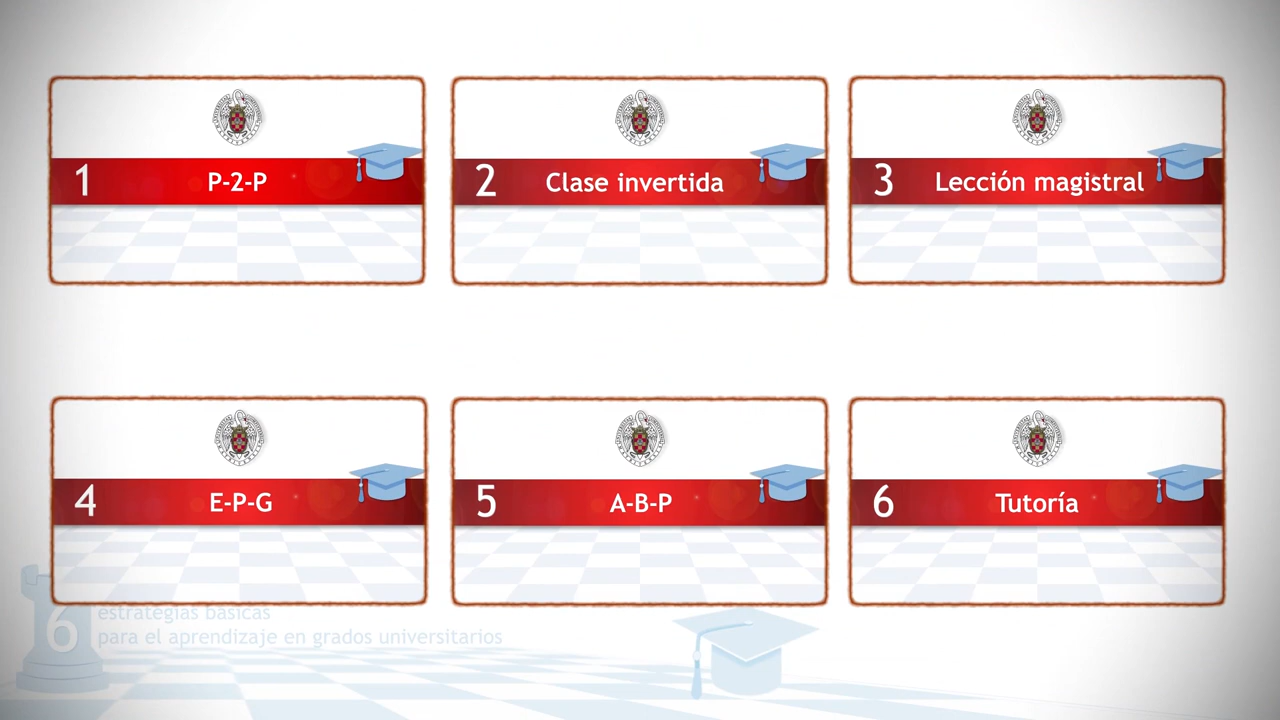 1 P-2-P
2 Clase invertida
3 Lección magistral
4 E-P-G
5 A-B-P
6 Tutoría
6 estrategias básicas
para el aprendizaje en grados universitarios